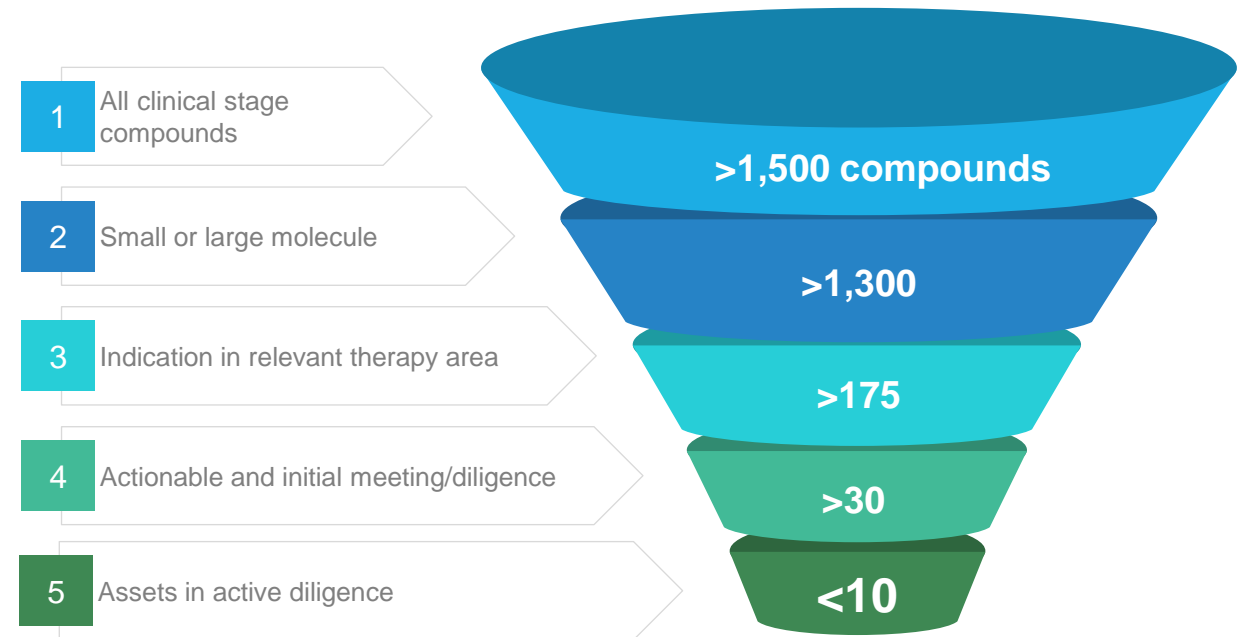 1
All clinical stage
compounds
>1,500 compounds
2
Small or large molecule
>1,300
3
Indication in relevant therapy area
>175
4
Actionable and initial meeting/diligence
>30
5
Assets in active diligence
<10